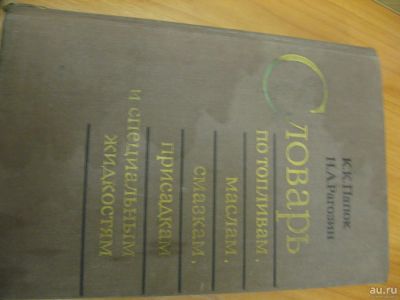 К.К.Папок
Н.А.Рагозин
Словарь
по топливам,
маслам,
смазкам,
присадкам
и специальным
жидкостям
au.ru